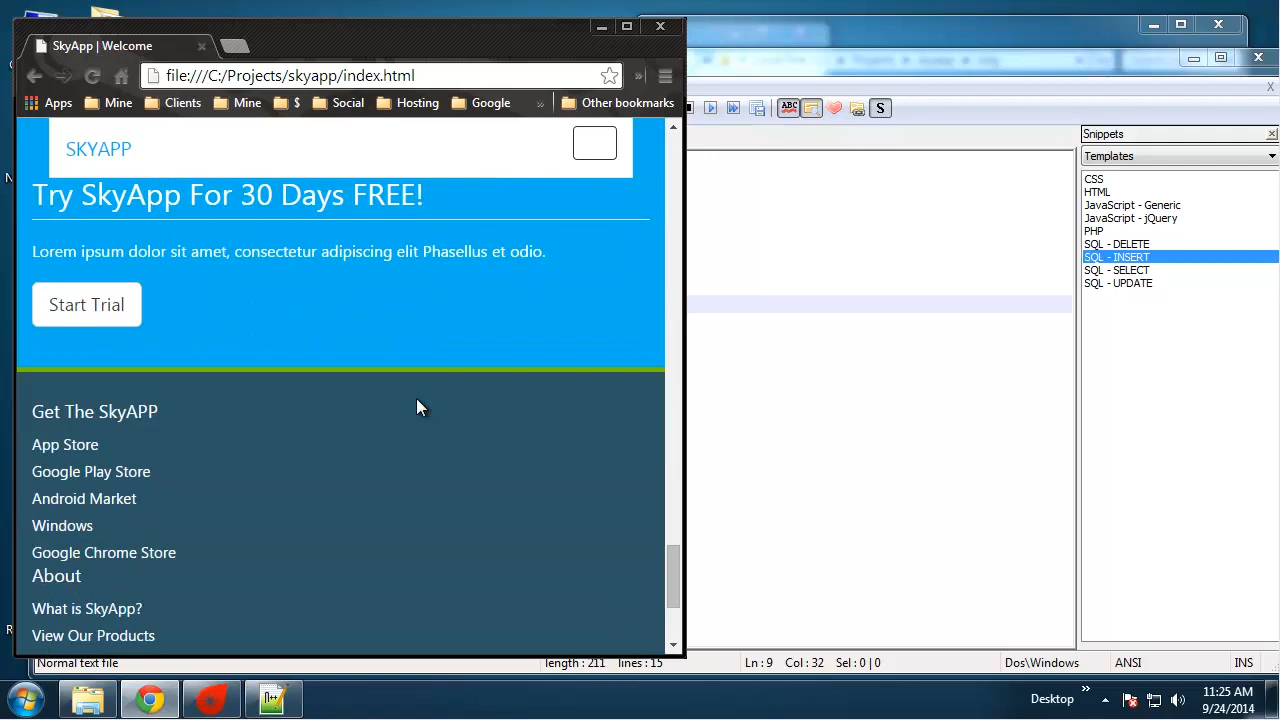 SkyApp | Welcome
file:///C:/Projects/skyapp/index.html
Apps Mine Clients Mine $ Social Hosting Google » Other bookmarks
SKYAPP
Try SkyApp For 30 Days FREE!
Lorem ipsum dolor sit amet, consectetur adipiscing elit Phasellus et odio.
Start Trial
Get The SkyAPP
App Store
Google Play Store
Android Market
Windows
Google Chrome Store
About
What is SkyApp?
View Our Products
ABC S
Snippets
Templates
CSS
HTML
JavaScript - Generic
JavaScript - jQuery
PHP
SQL - DELETE
SQL - INSERT
SQL - SELECT
SQL - UPDATE
Normal text file length : 211 lines : 15 Ln : 9 Col : 32 Sel : 0 | 0 Dos\Windows ANSI INS
Desktop »
11:25 AM
9/24/2014